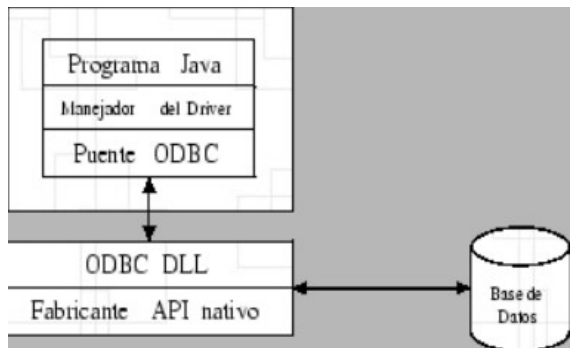 Programa Java
Manejador del Driver
Puente ODBC
ODBC DLL
Fabricante API nativo
Base de
Datos